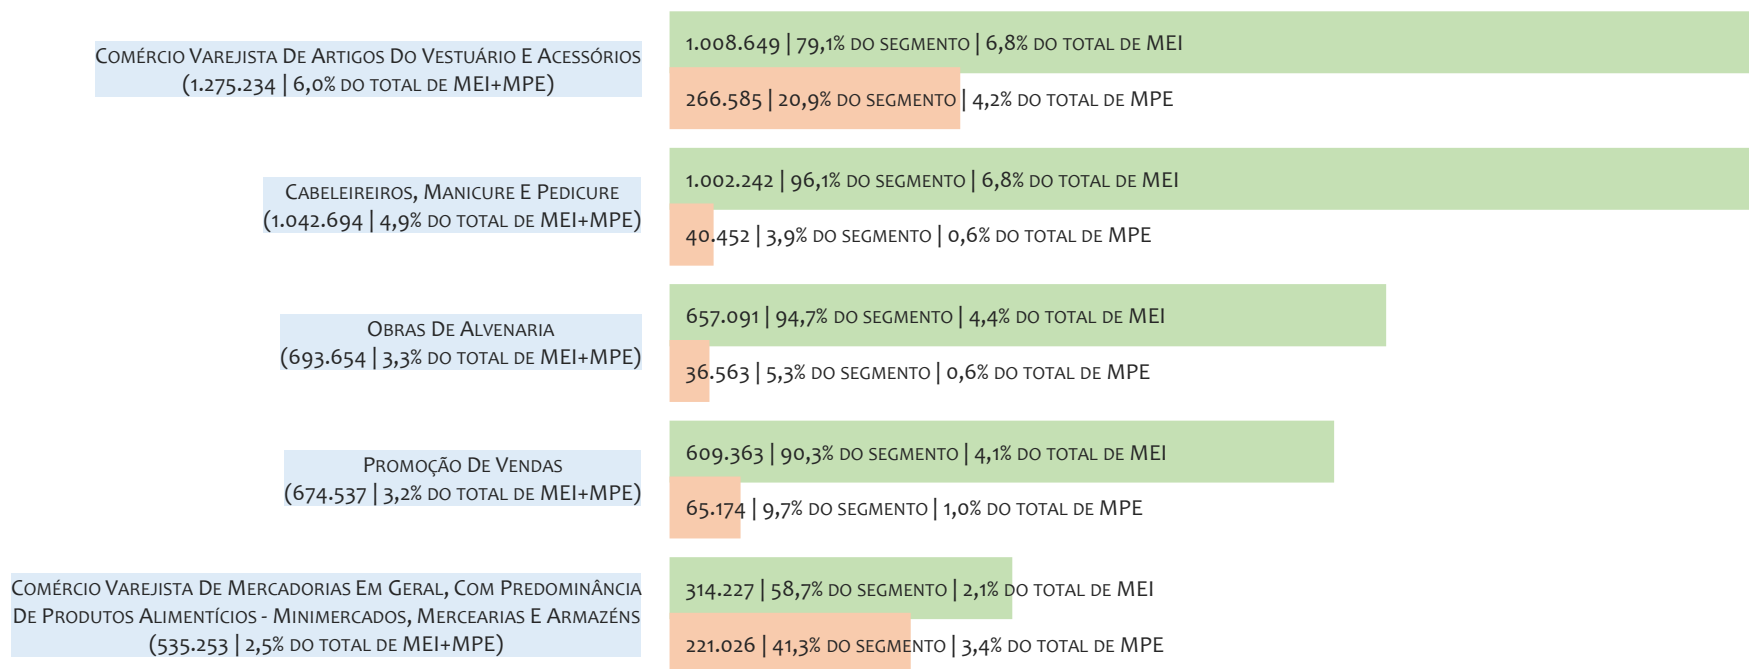 Comércio Varejista De Artigos Do Vestuário E Acessórios
(1.275.234 | 6,0% do total de MEI+MPE)
1.008.649 | 79,1% do segmento | 6,8% do total de MEI
266.585 | 20,9% do segmento | 4,2% do total de MPE
Cabeleireiros, Manicure E Pedicure
(1.042.694 | 4,9% do total de MEI+MPE)
1.002.242 | 96,1% do segmento | 6,8% do total de MEI
40.452 | 3,9% do segmento | 0,6% do total de MPE
Obras De Alvenaria
(693.654 | 3,3% do total de MEI+MPE)
657.091 | 94,7% do segmento | 4,4% do total de MEI
36.563 | 5,3% do segmento | 0,6% do total de MPE
Promoção De Vendas
(674.537 | 3,2% do total de MEI+MPE)
609.363 | 90,3% do segmento | 4,1% do total de MEI
65.174 | 9,7% do segmento | 1,0% do total de MPE
Comércio Varejista De Mercadorias Em Geral, Com Predominância
De Produtos Alimentícios - Minimercados, Mercearias E Armazéns
(535.253 | 2,5% do total de MEI+MPE)
314.227 | 58,7% do segmento | 2,1% do total de MEI
221.026 | 41,3% do segmento | 3,4% do total de MPE